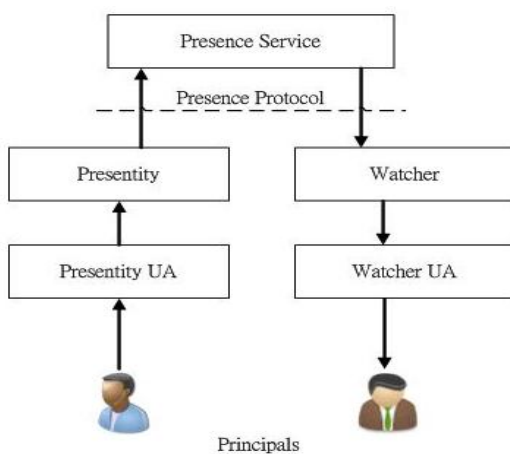 Presence Service
Presence Protocol
Presentity
Watcher
Presentity UA
Watcher UA
Principals